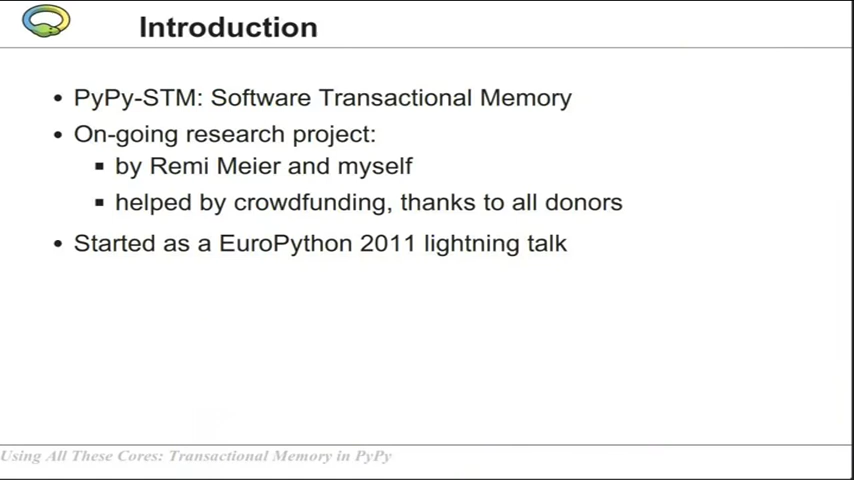 Introduction
• PyPy-STM: Software Transactional Memory
• On-going research project:
▪ by Remi Meier and myself
▪ helped by crowdfunding, thanks to all donors
• Started as a EuroPython 2011 lightning talk
Using All These Cores: Transactional Memory in PyPy